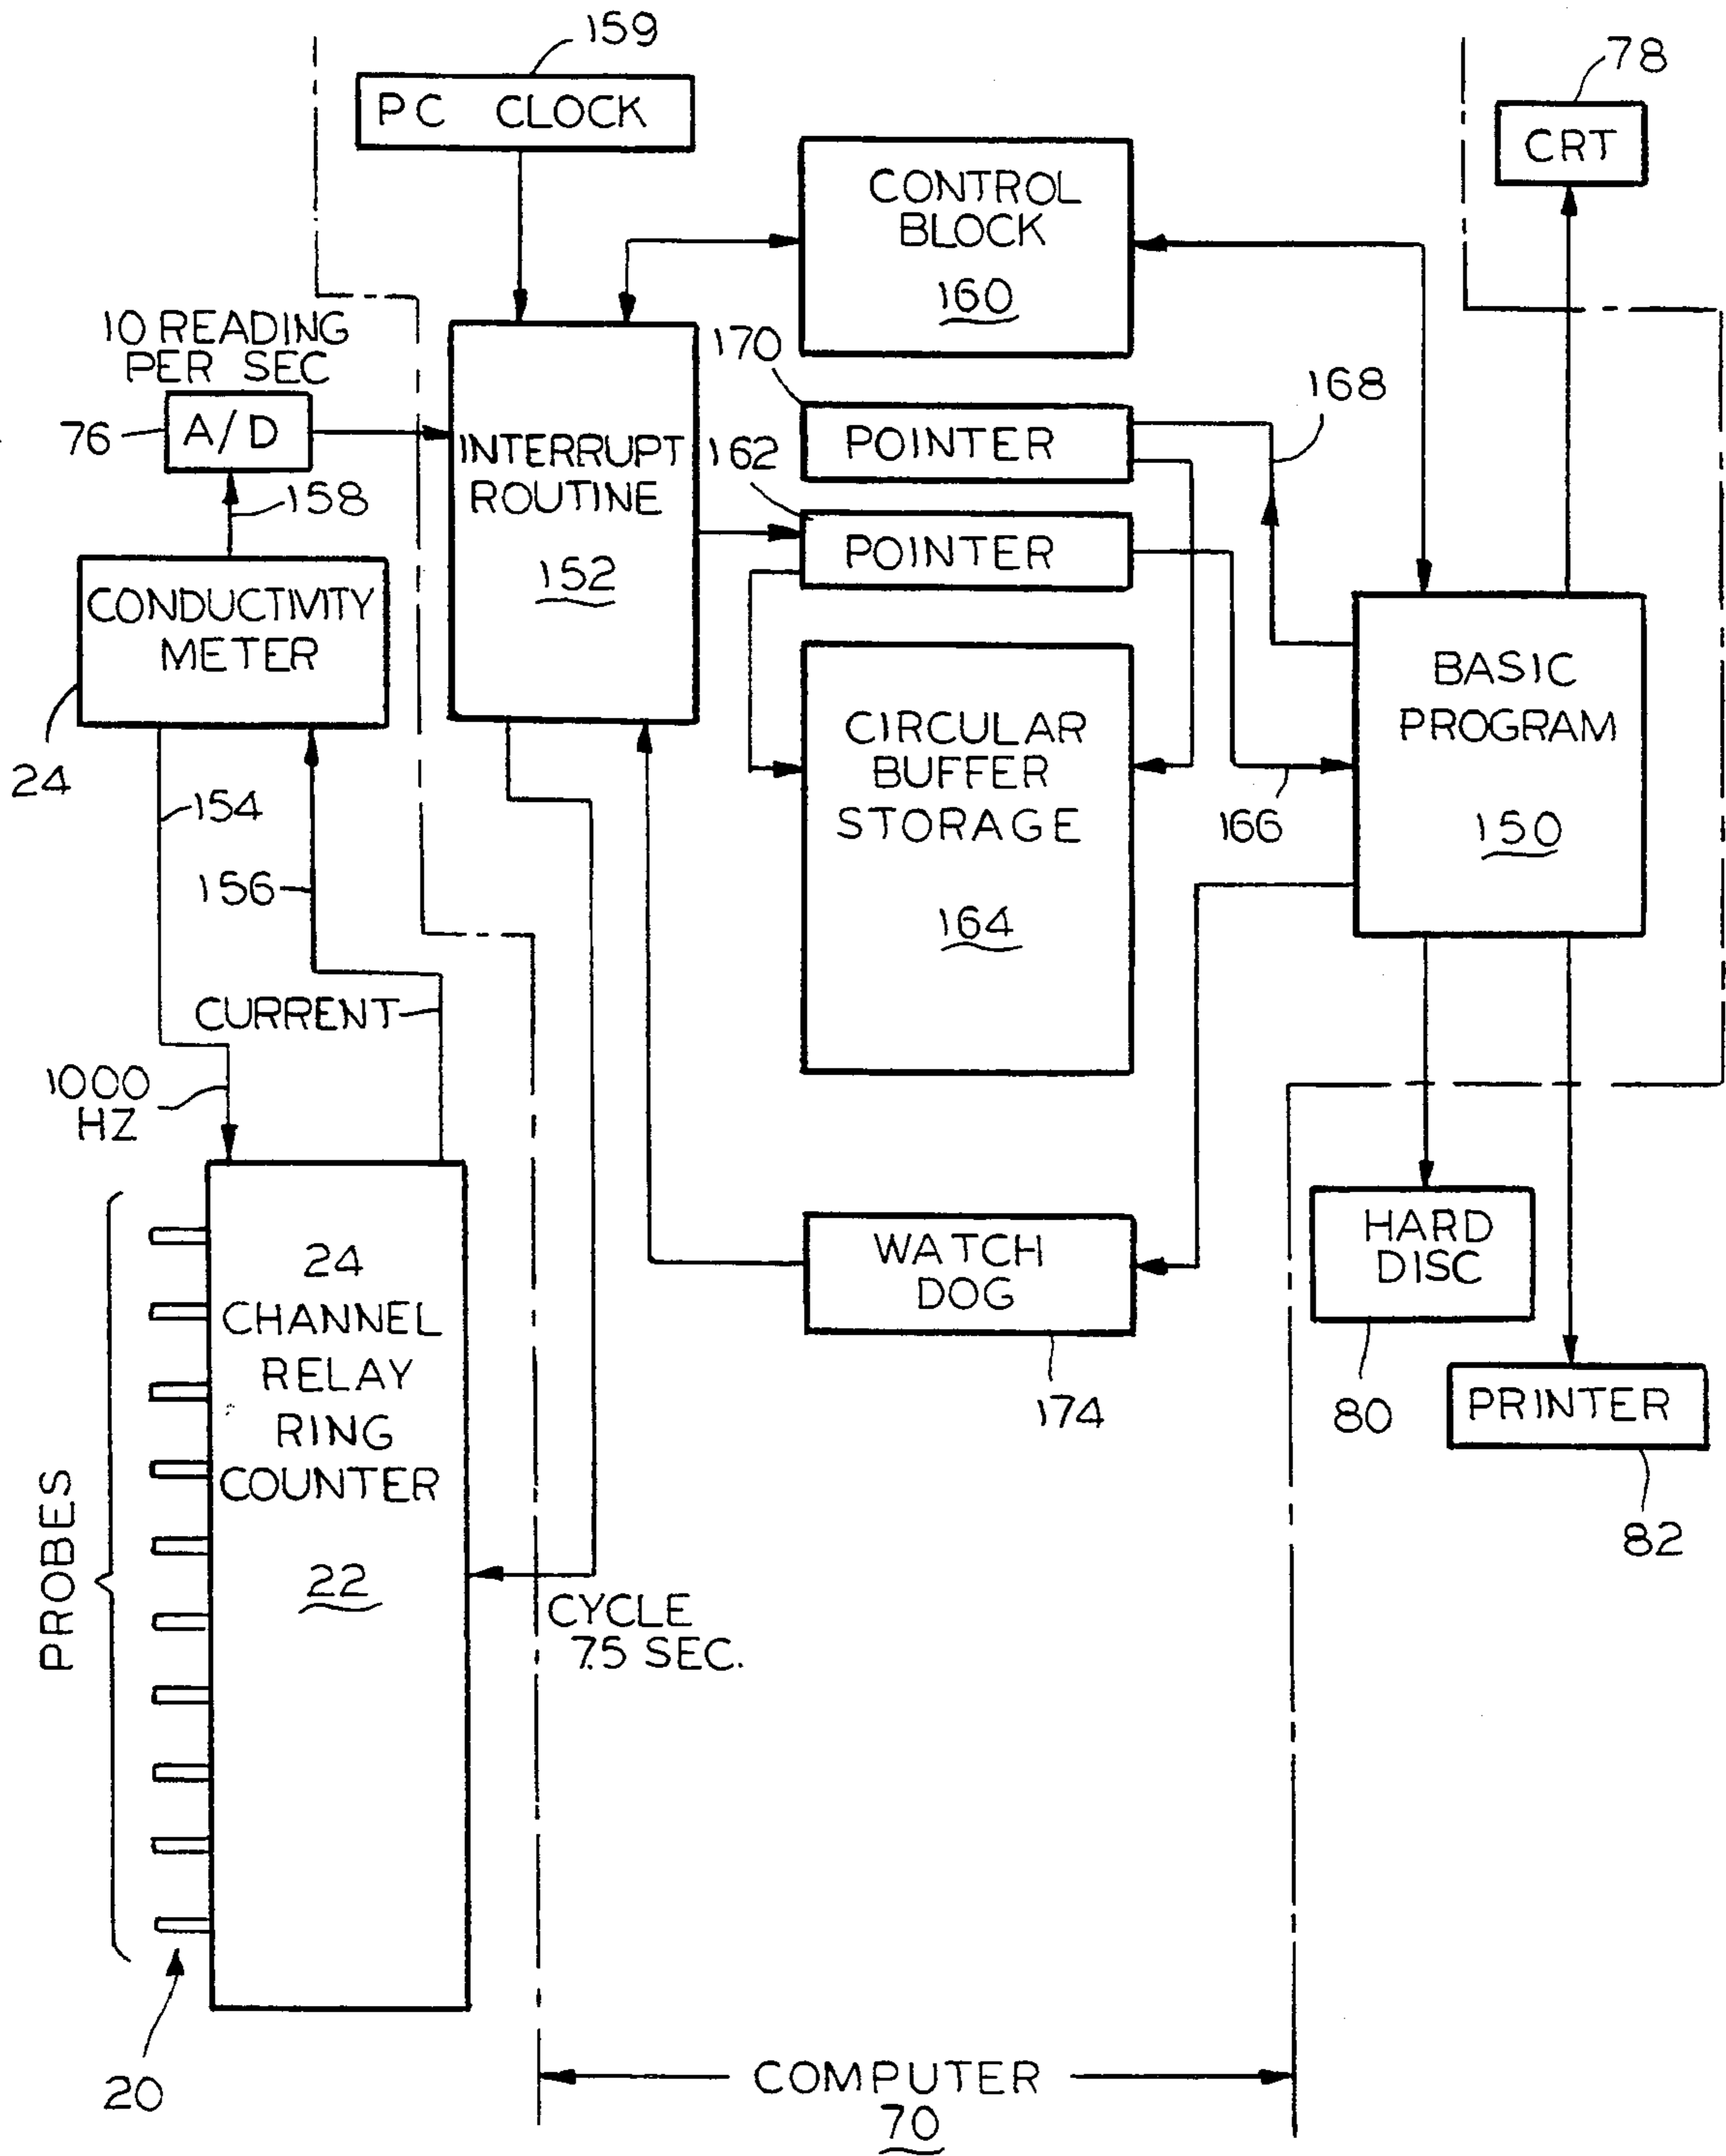 159
PC CLOCK
78
CRT
CONTROL
BLOCK
160
10 READING
PER SEC
76
A/D
158
INTERRUPT
ROUTINE
152
170
POINTER
162
POINTER
168
CONDUCTIVITY
METER
24
154
156
CURRENT
1000
HZ
CIRCULAR
BUFFER
STORAGE
164
166
BASIC
PROGRAM
150
24
CHANNEL
RELAY
RING
COUNTER
22
PROBES
20
CYCLE
7.5 SEC.
WATCH
DOG
174
HARD
DISC
80
PRINTER
82
COMPUTER
70